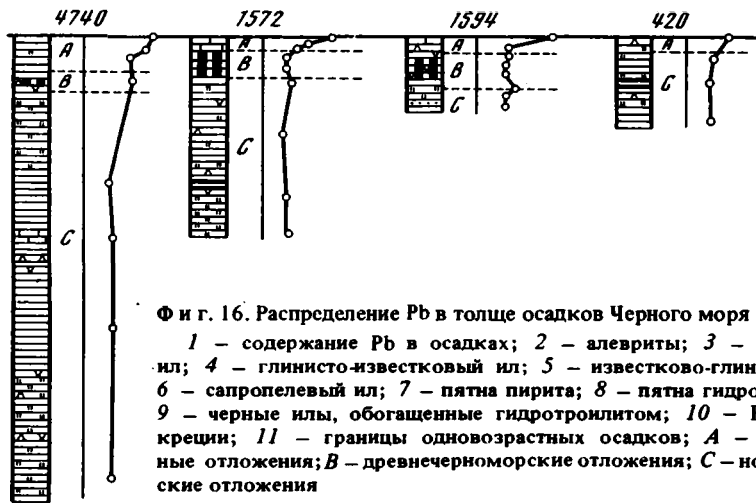 4740 1572 1594 420
A A A A
B B B C
C C C
Ф и г. 16. Распределение Pb в толще осадков Черного моря
1 – содержание Pb в осадках; 2 – алевриты; 3 –
ил; 4 – глинисто-известковый ил; 5 – известково-глин
6 – сапропелевый ил; 7 – пятна пирита; 8 – пятна гидро
9 – черные илы, обогащенные гидротроилитом; 10 –
креции; 11 – границы одновозрастных осадков; A –
ные отложения; B – древнечерноморские отложения; C – но
ские отложения